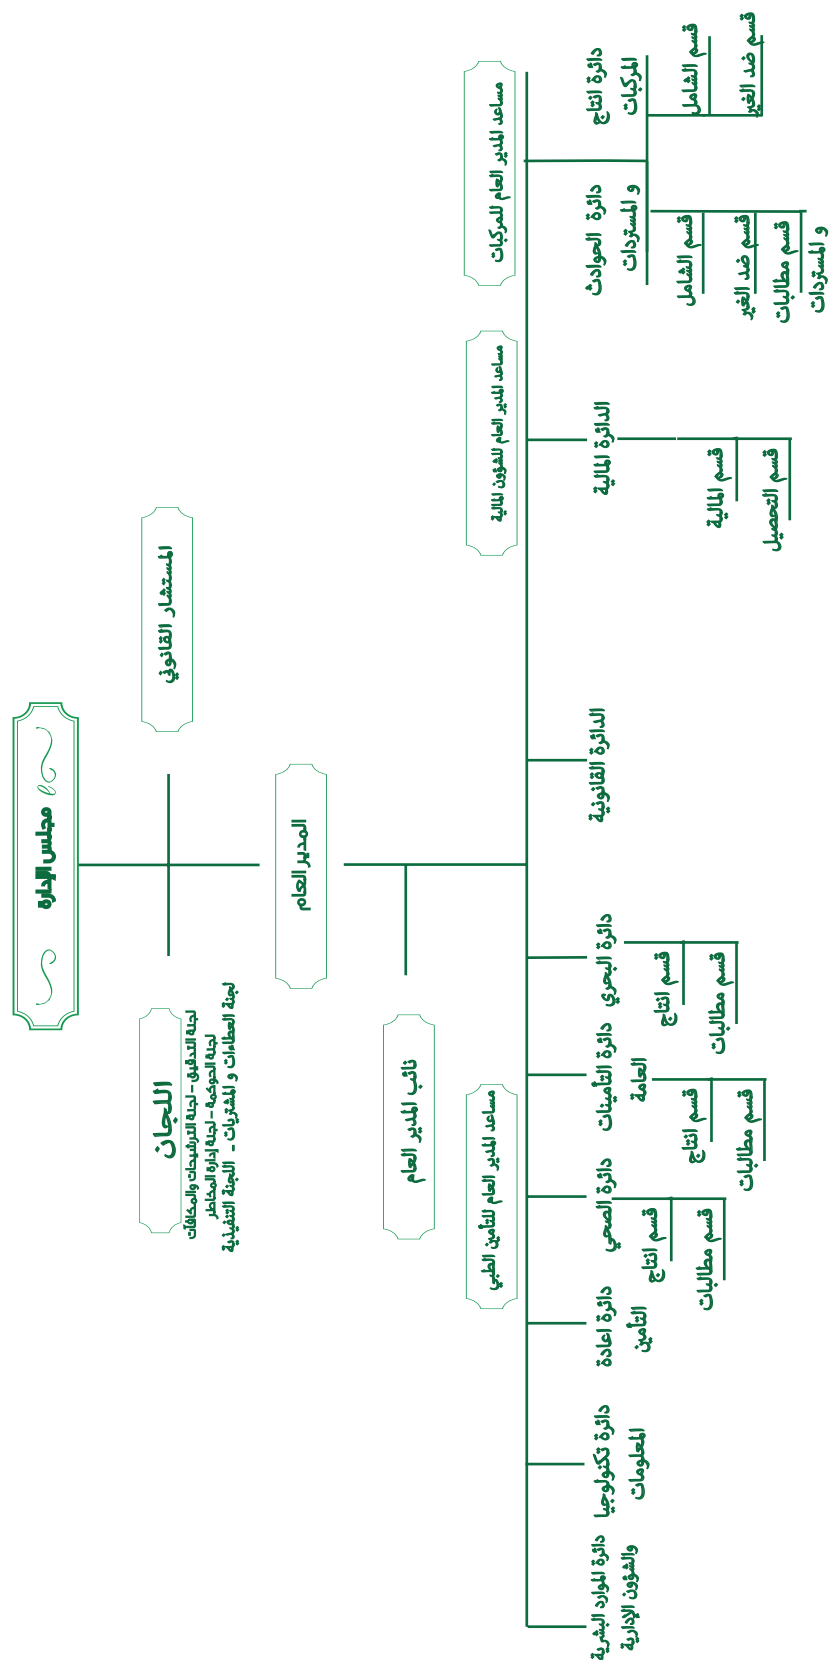 مجلس الإدارة
المستشار القانوني
اللجان
لجنة التدقيق - لجنة الترشيحات والمكافآت
لجنة الحوكمة - لجنة إدارة المخاطر
لجنة العطاءات و المشتريات - اللجنة التنفيذية
المدير العام
نائب المدير العام
مساعد المدير العام للمركبات
مساعد المدير العام للشؤون المالية
مساعد المدير العام للتأمين الطبي
دائرة انتاج
المركبات
قسم الشامل
قسم ضد الغير
دائرة الحوادث
و المستردات
قسم الشامل
قسم ضد الغير
قسم مطالبات
و المستردات
الدائرة المالية
قسم المالية
قسم التحصيل
الدائرة القانونية
دائرة البحري
قسم انتاج
قسم مطالبات
دائرة التأمينات
العامة
قسم انتاج
قسم مطالبات
دائرة الصحي
قسم انتاج
قسم مطالبات
دائرة اعادة
التأمين
دائرة تكنولوجيا
المعلومات
دائرة الموارد البشرية
والشؤون الإدارية